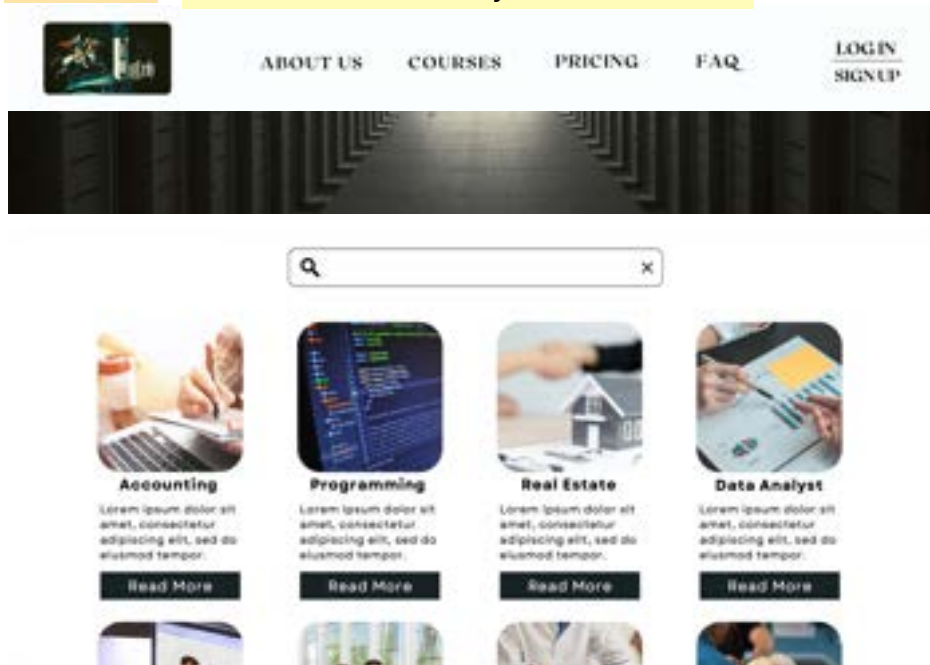 ABOUT US
COURSES
PRICING
FAQ
LOG IN
SIGN UP
Accounting
Lorem ipsum dolor sit
amet, consectetur
adipiscing elit, sed do
eiusmod tempor.
Read More
Programming
Lorem ipsum dolor sit
amet, consectetur
adipiscing elit, sed do
eiusmod tempor.
Read More
Real Estate
Lorem ipsum dolor sit
amet, consectetur
adipiscing elit, sed do
eiusmod tempor.
Read More
Data Analyst
Lorem ipsum dolor sit
amet, consectetur
adipiscing elit, sed do
eiusmod tempor.
Read More